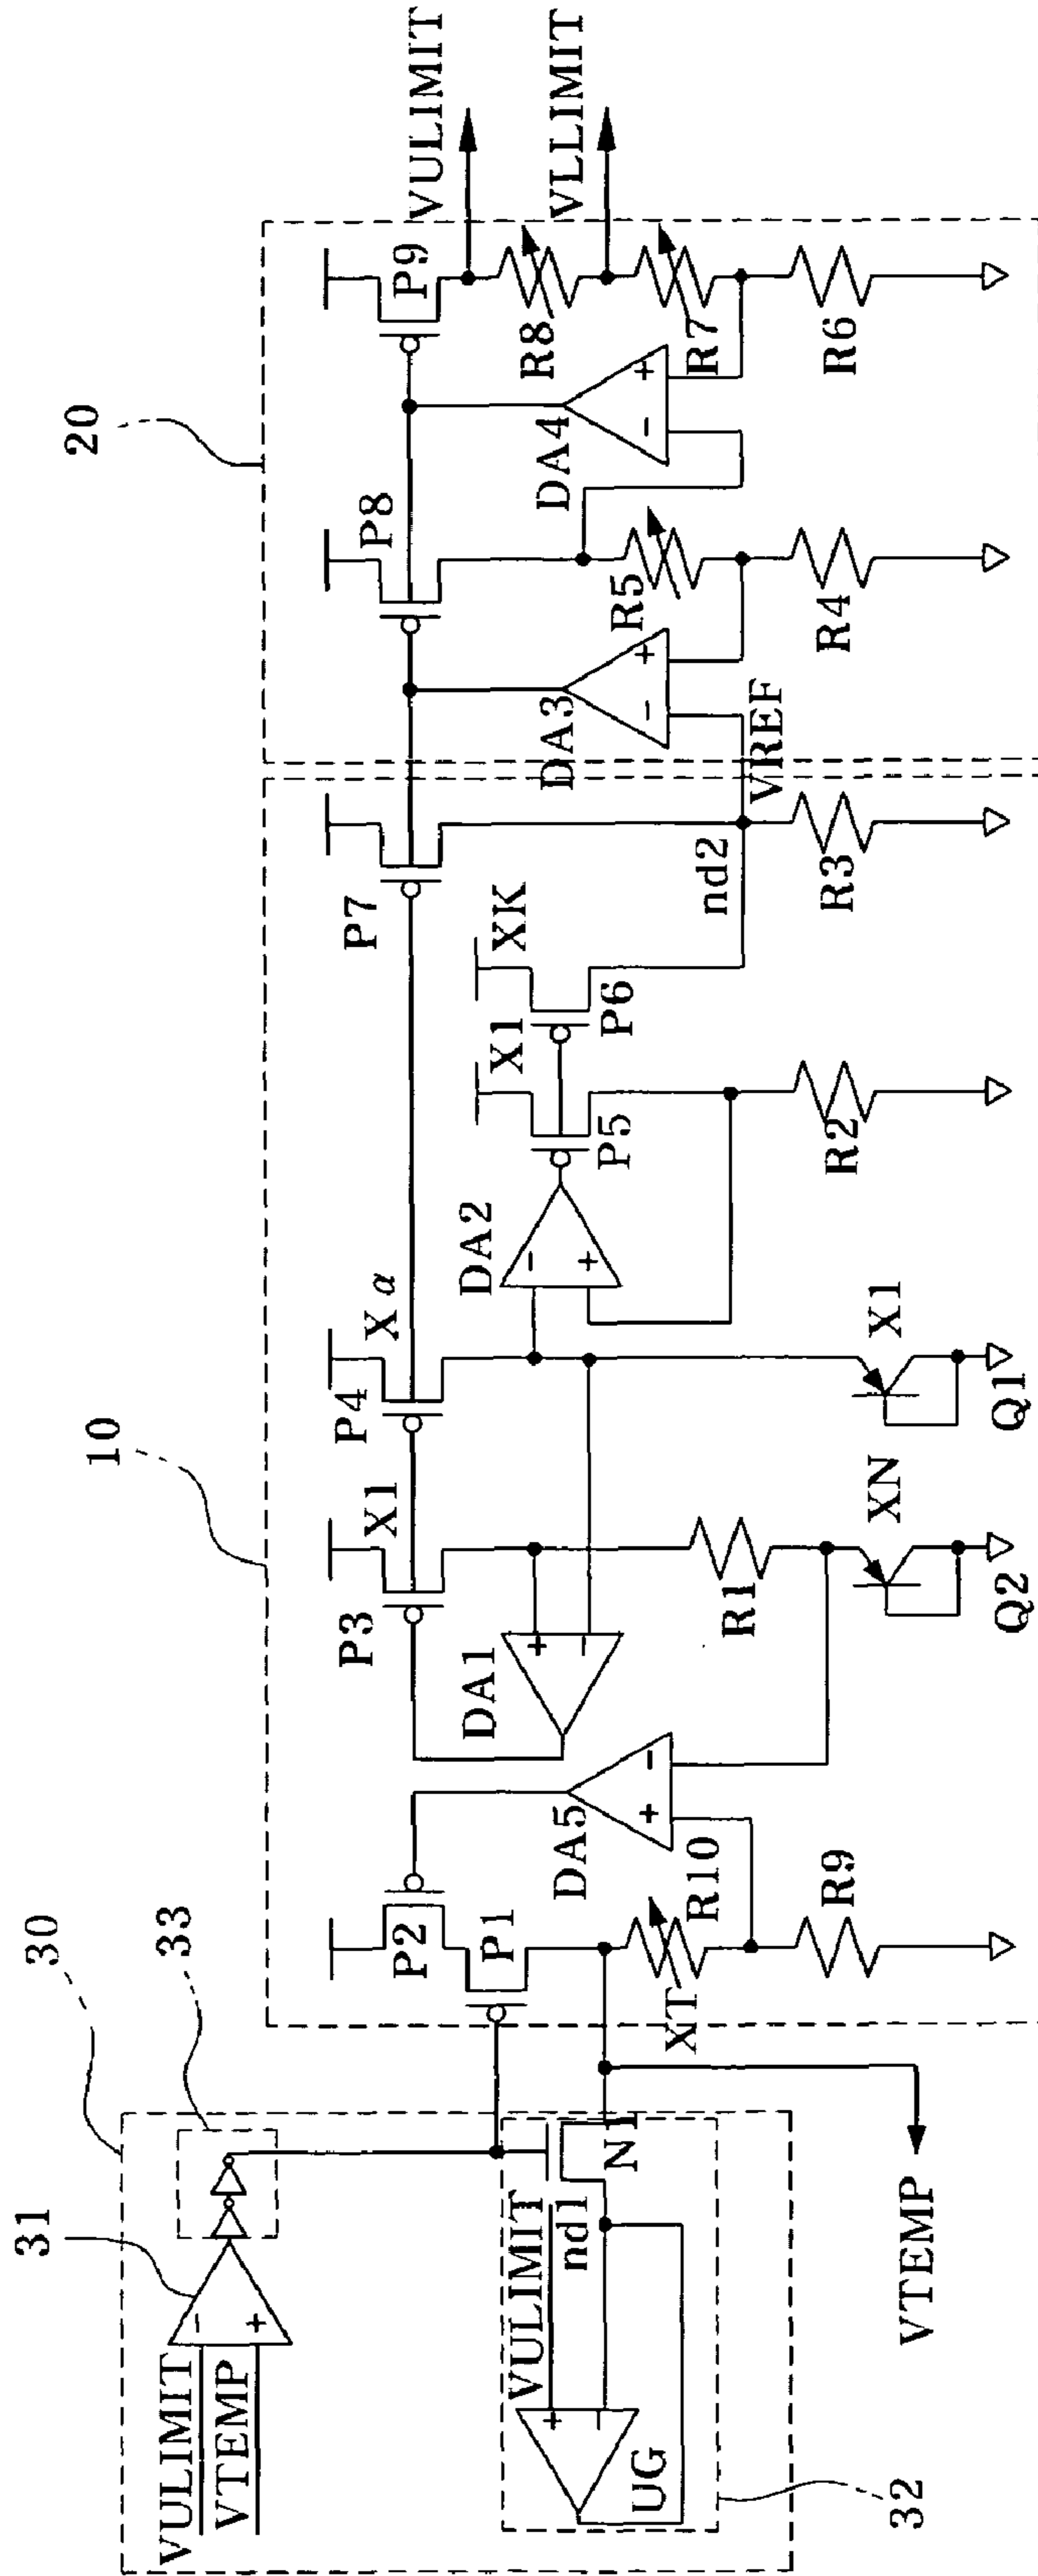 30
31
33
VULIMIT
VTEMP
-
+
VULIMIT
nd1
+
-
UG
N1
32
VTEMP
10
P2
P1
XT
R10
R9
DA5
+
-
P3
X1
DA1
+
-
R1
XN
Q2
P4
Xα
X1
Q1
DA2
-
+
X1
P5
R2
XK
P6
P7
nd2
VREF
R3
20
DA3
-
+
P8
R5
R4
DA4
-
+
P9
R8
R7
R6
VULIMIT
VLLIMIT